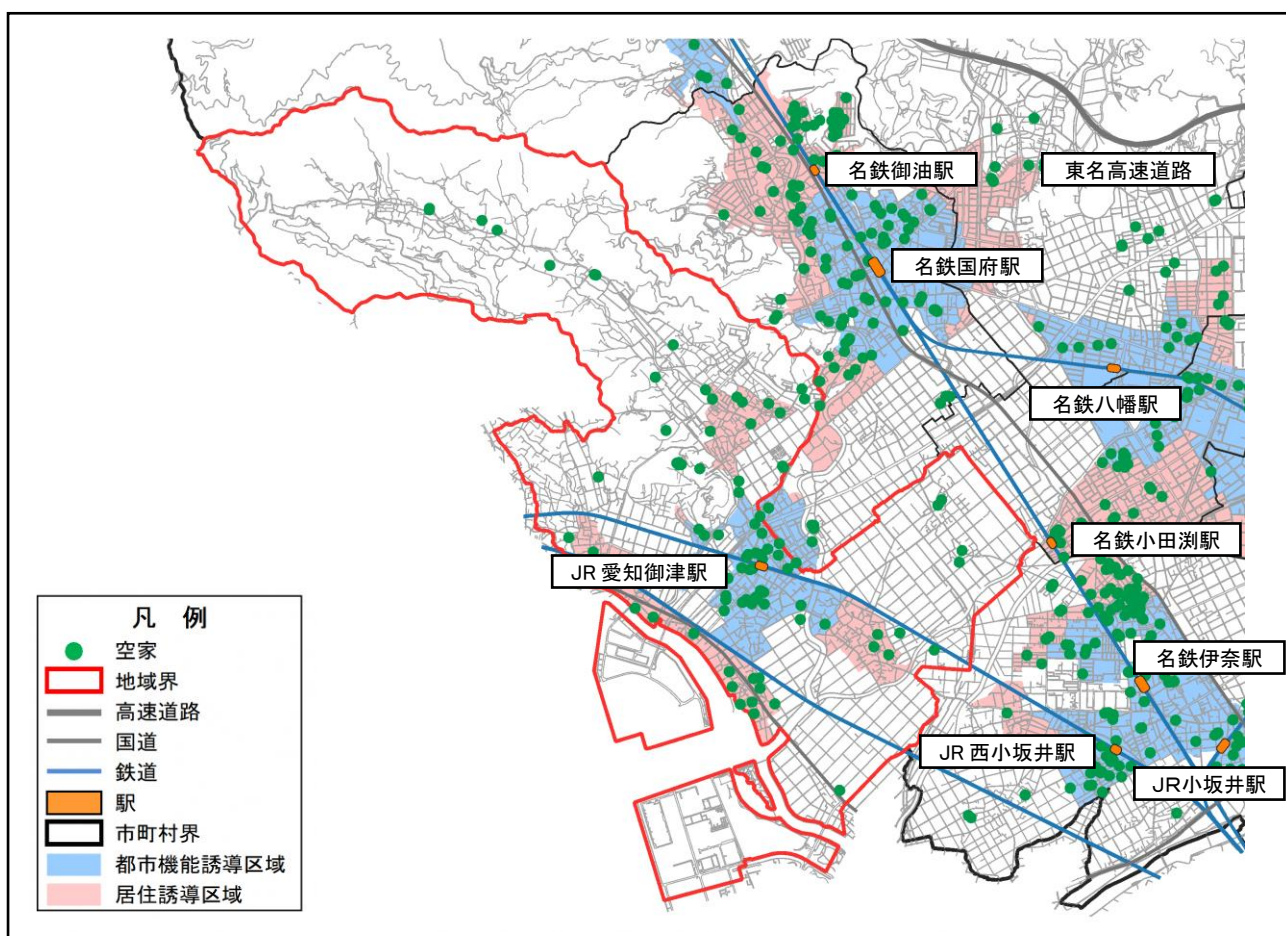 名鉄御油駅
東名高速道路
名鉄国府駅
名鉄八幡駅
名鉄小田渕駅
JR 愛知御津駅
名鉄伊奈駅
JR 西小坂井駅
JR小坂井駅
凡 例
空家
地域界
高速道路
国道
鉄道
駅
市町村界
都市機能誘導区域
居住誘導区域